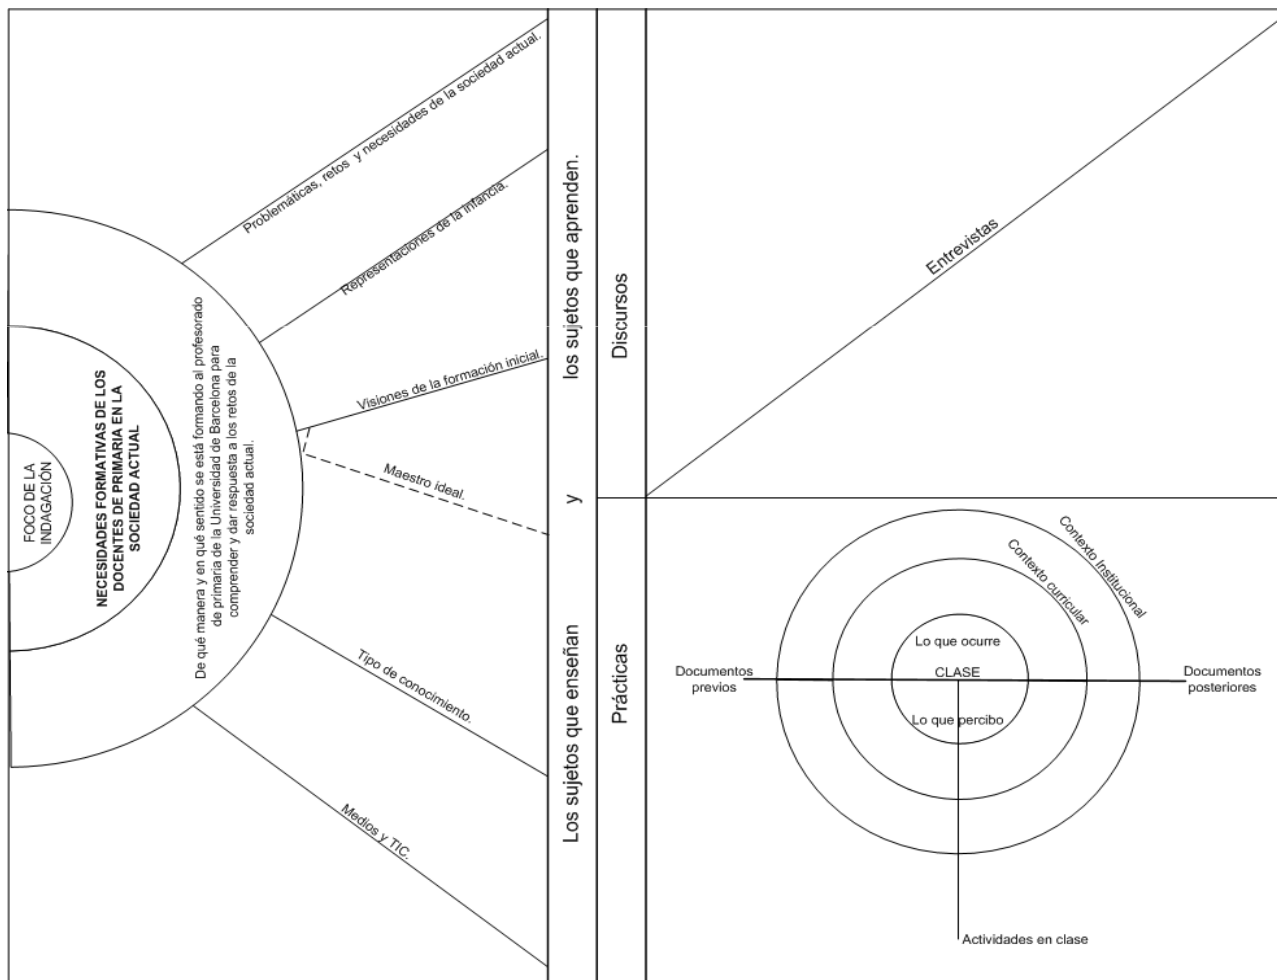 FOCO DE LA
INDAGACIÓN
NECESIDADES FORMATIVAS DE LOS
DOCENTES DE PRIMARIA EN LA
SOCIEDAD ACTUAL
De qué manera y en qué sentido se está formando al profesorado
de primaria de la Universidad de Barcelona para
comprender y dar respuesta a los retos de la
sociedad actual.
Problemáticas, retos y necesidades de la sociedad actual.
Representaciones de la infancia.
Visiones de la formación inicial.
Maestro ideal.
Tipo de conocimiento.
Medios y TIC.
Los sujetos que enseñan y los sujetos que aprenden.
Discursos
Prácticas
Entrevistas
Contexto Institucional
Contexto curricular
Lo que ocurre
CLASE
Lo que percibo
Documentos
previos
Documentos
posteriores
Actividades en clase